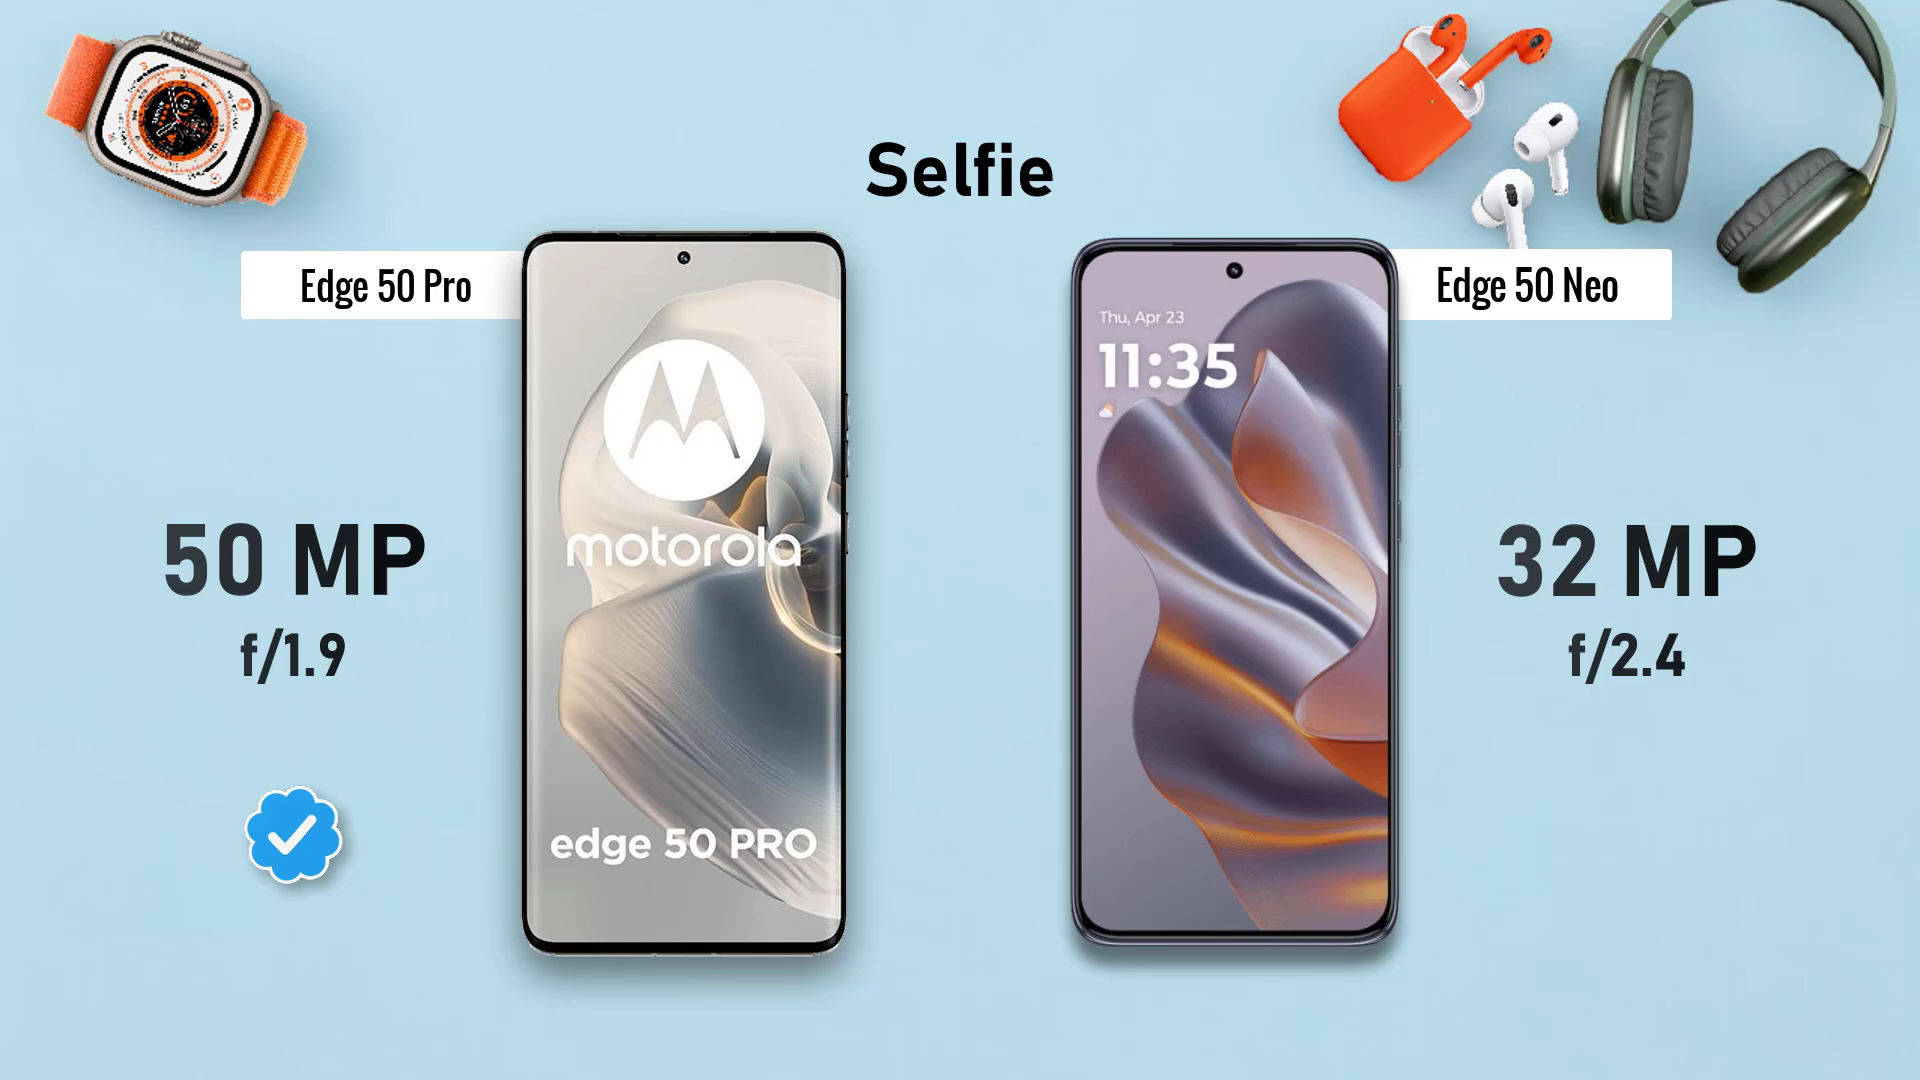 Selfie
Edge 50 Pro
Edge 50 Neo
Thu, Apr 23
11:35
motorola
50 MP
f/1.9
32 MP
f/2.4
edge 50 PRO